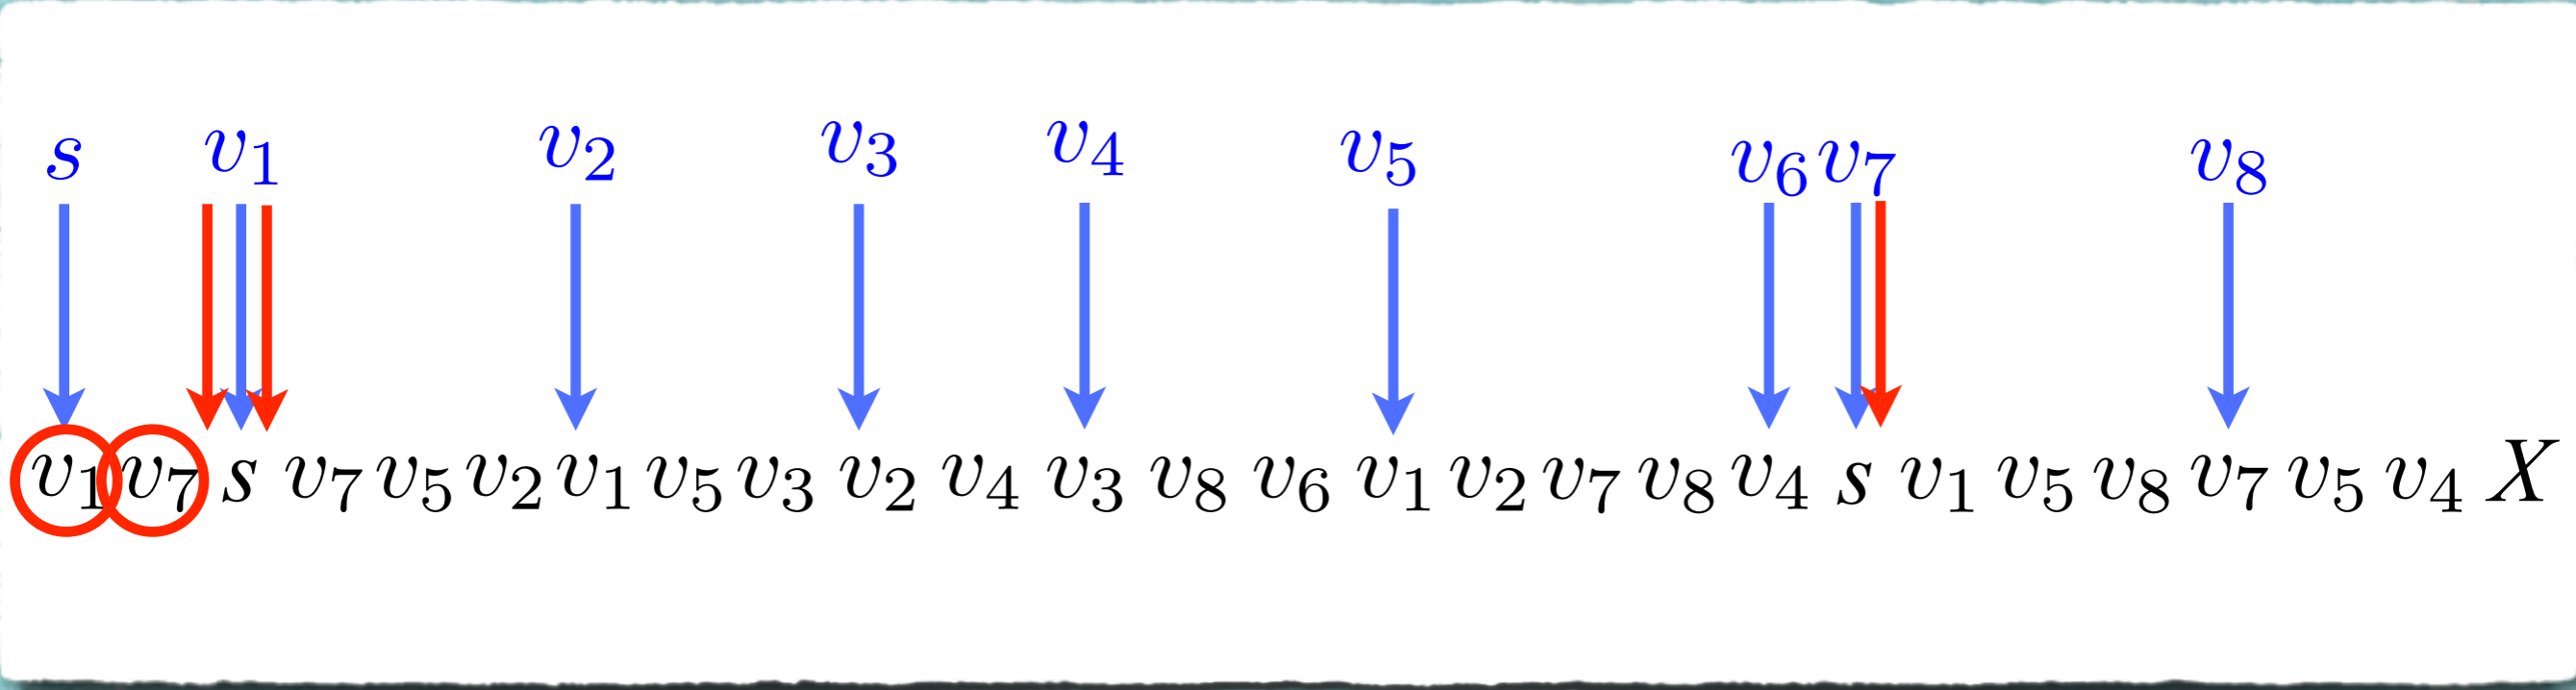 s v₁ v₂ v₃ v₄ v₅ v₆ v₇ v₈
v₁ v₇ s v₇ v₅ v₂ v₁ v₅ v₃ v₂ v₄ v₃ v₈ v₆ v₁ v₂ v₇ v₈ v₄ s v₁ v₅ v₈ v₇ v₅ v₄ X